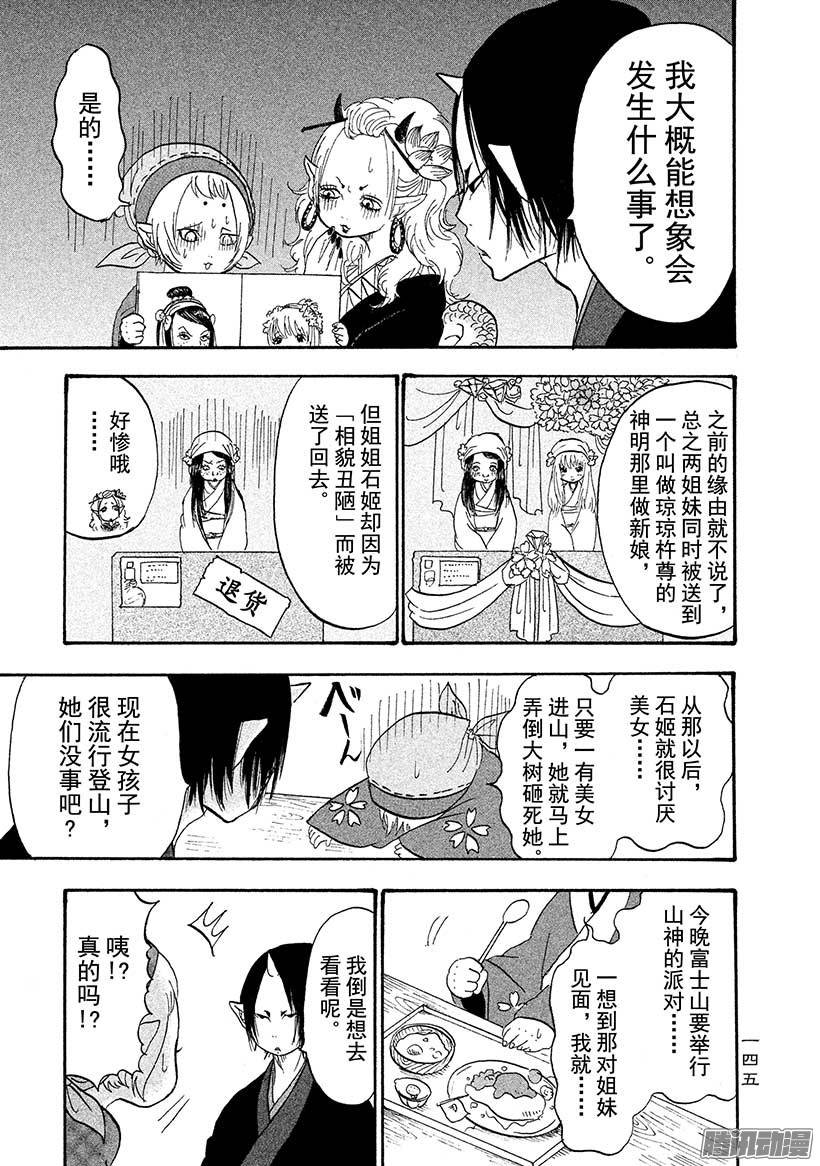 我大概能想象会
发生什么事了。
是的……
之前的缘由就不说了，
总之两姐妹同时被送到
一个叫做琼琼杵尊的
神明那里做新娘，
但姐姐石姬却因为
「相貌丑陋」而被
送了回去。
退货
好惨哦
……
从那以后，
石姬就很讨厌
美女……
只要一有美女
进山，她就马上
弄倒大树砸死她。
べーん
现在女孩子
很流行登山，
她们没事吧？
今晚富士山要举行
山神的派对……
一想到那对姐妹
见面，我就……
我倒是想去
看看呢。
咦!?
真的吗!?
一四五
腾讯动漫